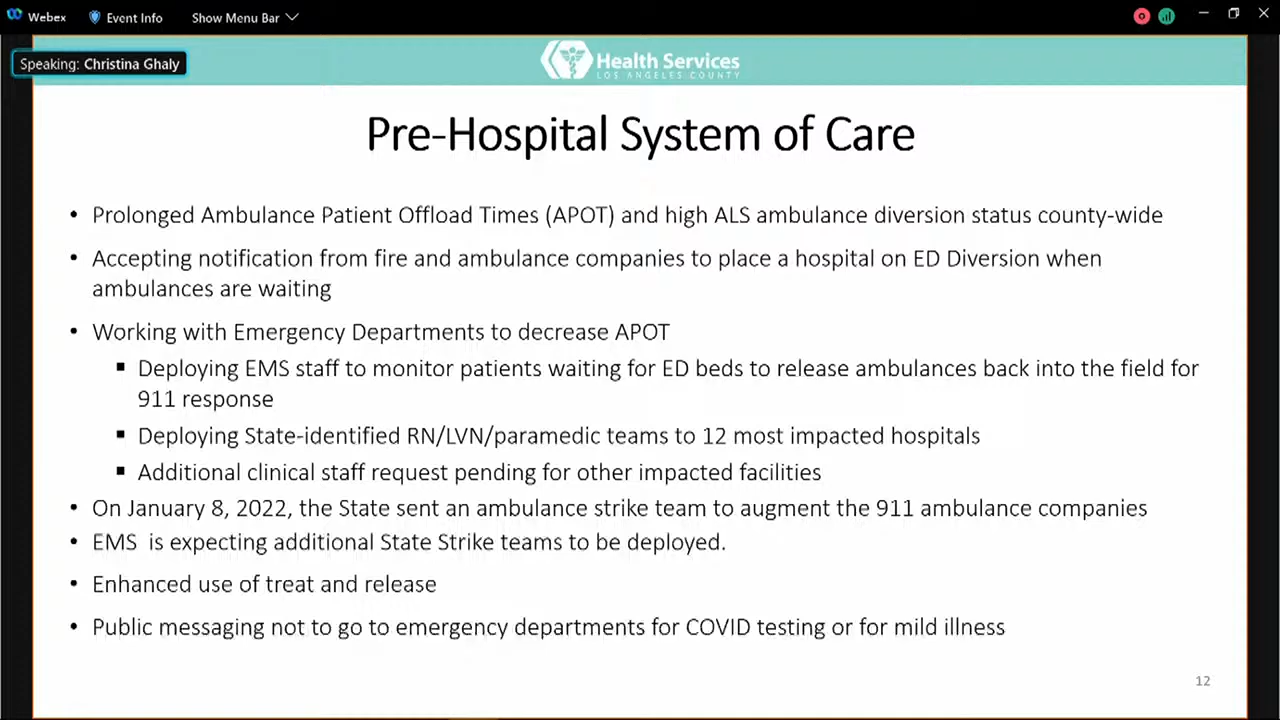 Webex Event Info Show Menu Bar
Speaking: Christina Ghaly
Health Services
LOS ANGELES COUNTY
Pre-Hospital System of Care
• Prolonged Ambulance Patient Offload Times (APOT) and high ALS ambulance diversion status county-wide
• Accepting notification from fire and ambulance companies to place a hospital on ED Diversion when
ambulances are waiting
• Working with Emergency Departments to decrease APOT
▪ Deploying EMS staff to monitor patients waiting for ED beds to release ambulances back into the field for
911 response
▪ Deploying State-identified RN/LVN/paramedic teams to 12 most impacted hospitals
▪ Additional clinical staff request pending for other impacted facilities
• On January 8, 2022, the State sent an ambulance strike team to augment the 911 ambulance companies
• EMS is expecting additional State Strike teams to be deployed.
• Enhanced use of treat and release
• Public messaging not to go to emergency departments for COVID testing or for mild illness
12